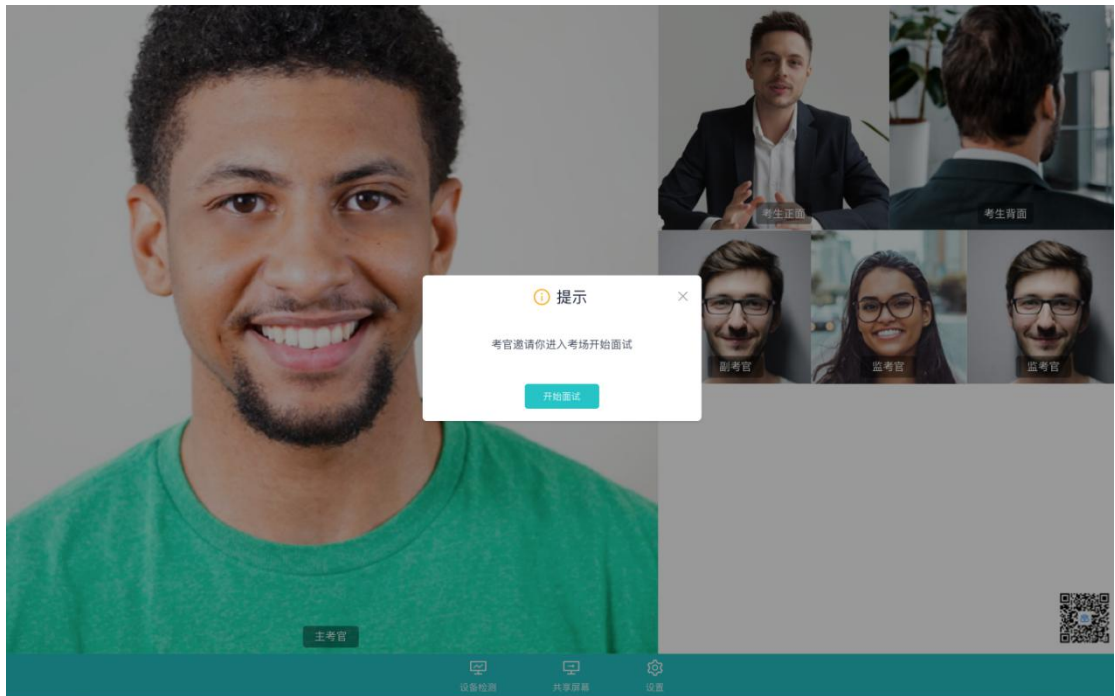 考生正面
考生背面
提示
考官邀请你进入考场开始面试
开始面试
副考官
监考官
监考官
主考官
设备检测
共享屏幕
设置